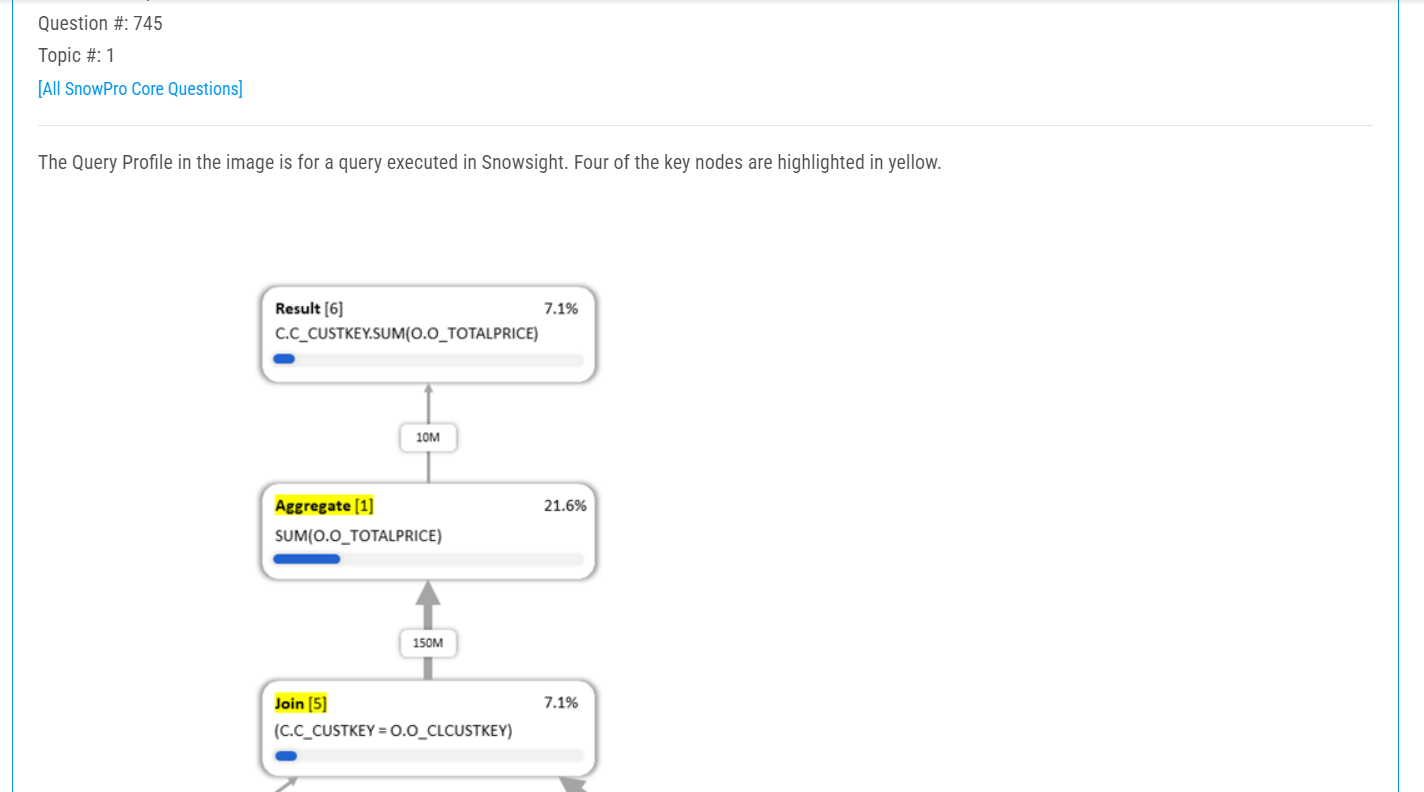 Question #: 745
Topic #: 1
[All SnowPro Core Questions]
The Query Profile in the image is for a query executed in Snowsight. Four of the key nodes are highlighted in yellow.
Result [6] 7.1%
C.C_CUSTKEY.SUM(O.O_TOTALPRICE)
10M
Aggregate [1] 21.6%
SUM(O.O_TOTALPRICE)
150M
Join [5] 7.1%
(C.C_CUSTKEY = O.O_CLCUSTKEY)